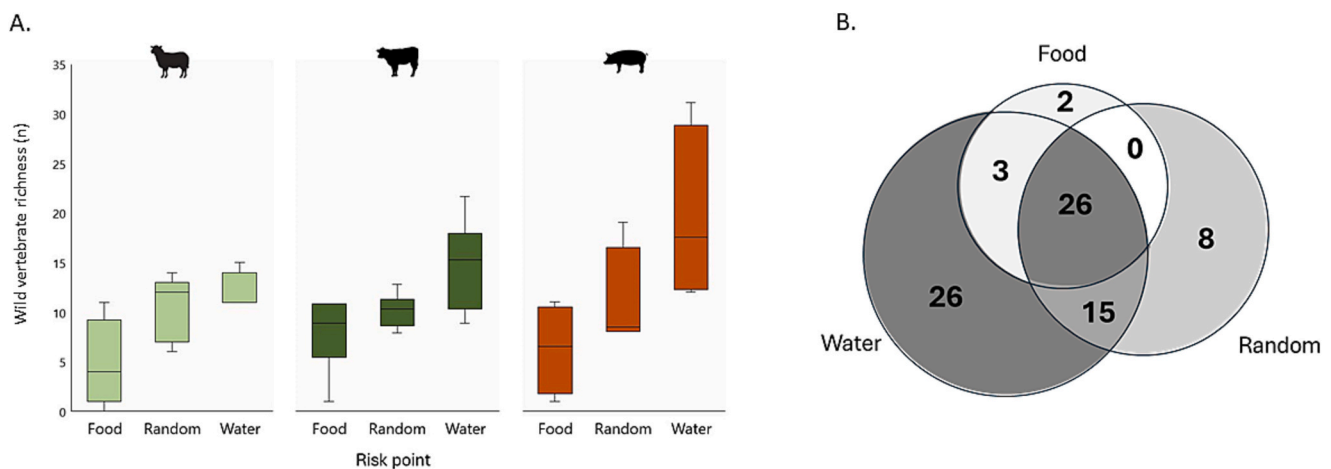 A.
B.
Wild vertebrate richness (n)
35
30
25
20
15
10
5
0
Food Random Water
Food Random Water
Food Random Water
Risk point
Food
2
3
0
26
8
26
15
Water
Random